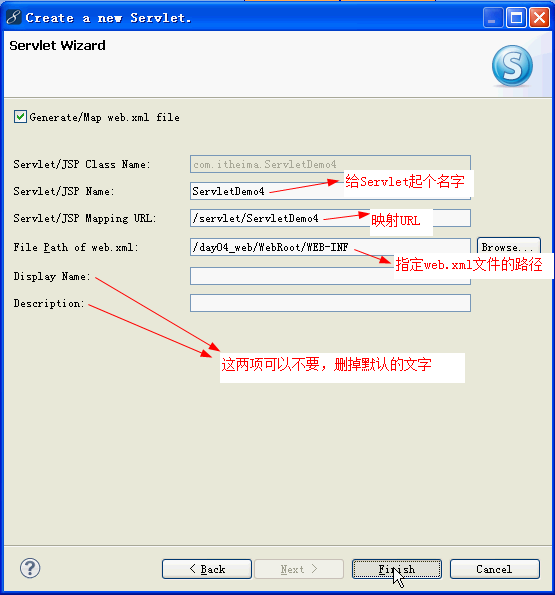 Create a new Servlet.
Servlet Wizard
Generate/Map web.xml file
Servlet/JSP Class Name: com.itheima.ServletDemo4
Servlet/JSP Name: ServletDemo4 给Servlet起个名字
Servlet/JSP Mapping URL: /servlet/ServletDemo4 映射URL
File Path of web.xml: /day04_web/WebRoot/WEB-INF Browse...
指定web.xml文件的路径
Display Name:
Description:
这两项可以不要，删掉默认的文字
< Back Next > Finish Cancel